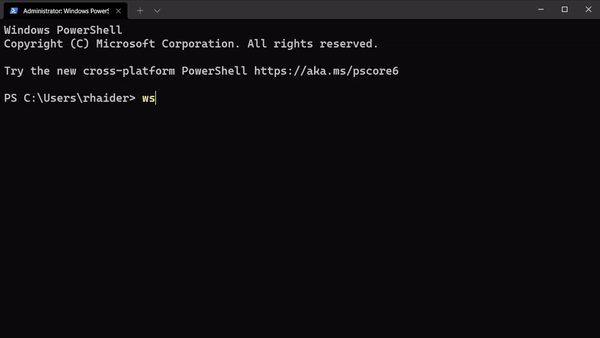 Administrator: Windows PowerS
Windows PowerShell
Copyright (C) Microsoft Corporation. All rights reserved.
Try the new cross-platform PowerShell https://aka.ms/pscore6
PS C:\Users\rhaider> ws